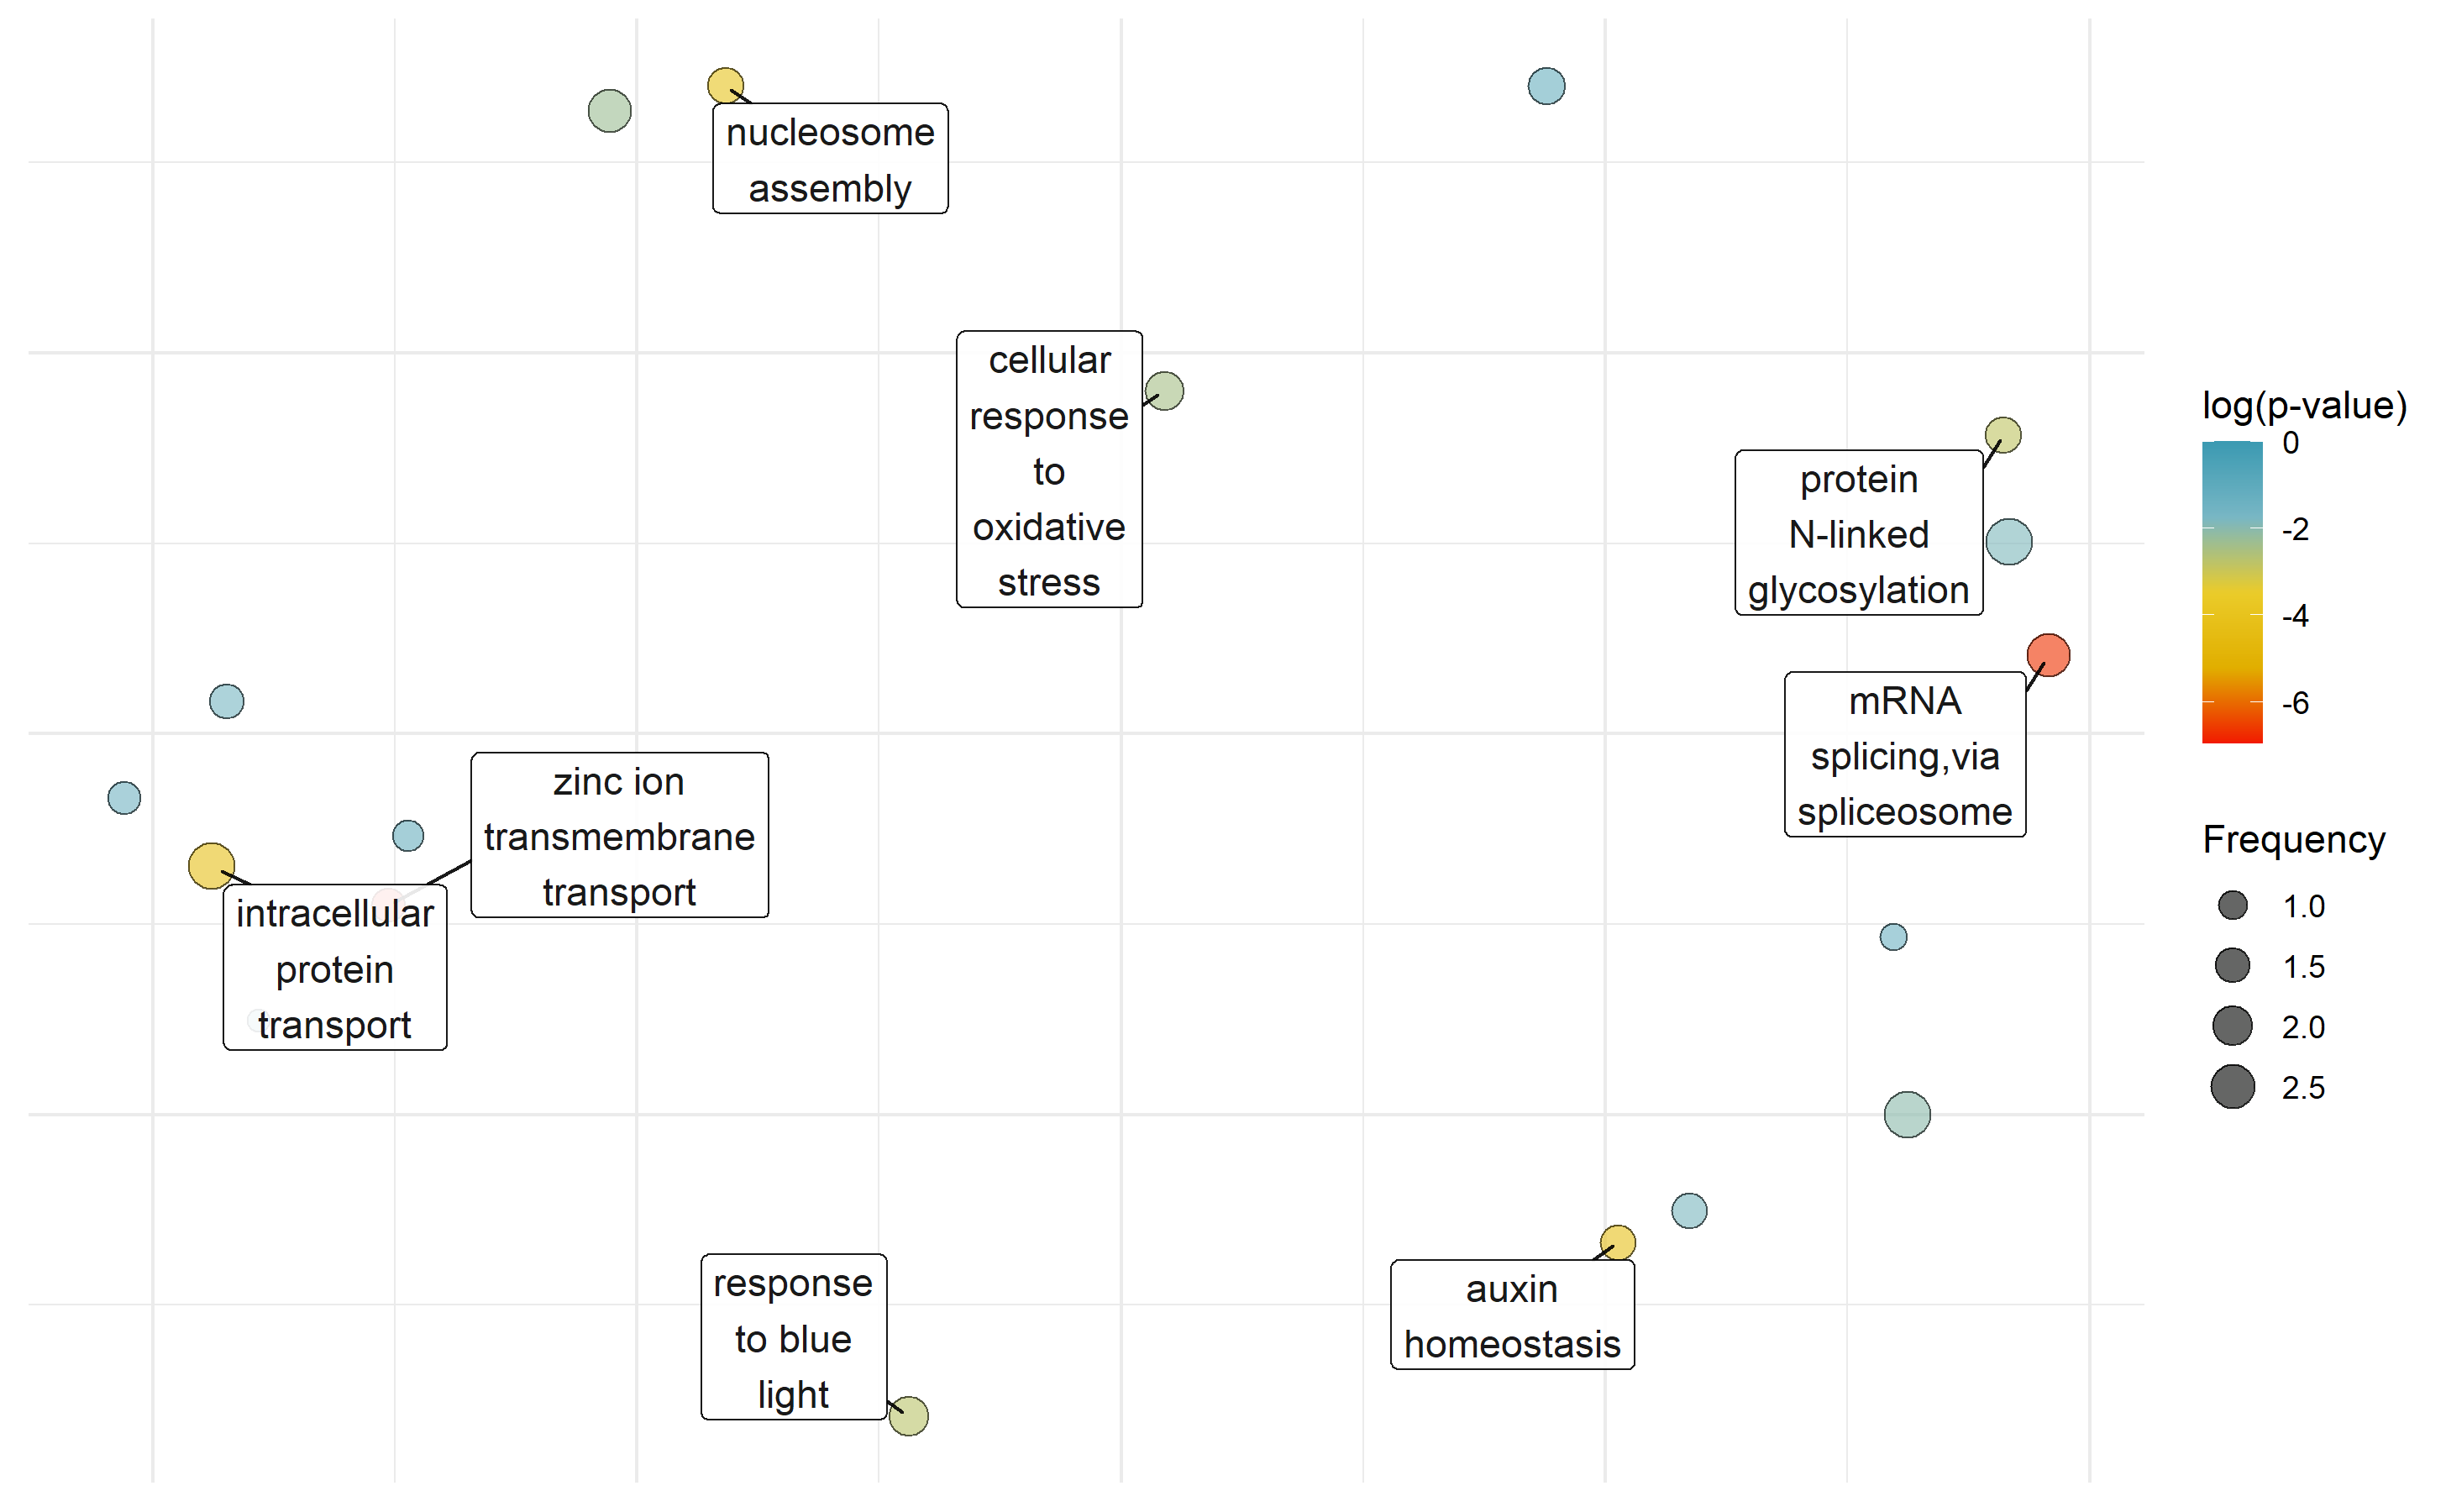 nucleosome
assembly
cellular
response
to
oxidative
stress
protein
N-linked
glycosylation
mRNA
splicing,via
spliceosome
zinc ion
transmembrane
transport
intracellular
protein
transport
response
to blue
light
auxin
homeostasis
log(p-value)
0
-2
-4
-6
Frequency
1.0
1.5
2.0
2.5